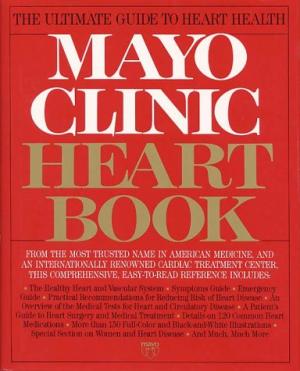 THE ULTIMATE GUIDE TO HEART HEALTH
MAYO
CLINIC
HEART
BOOK
FROM THE MOST TRUSTED NAME IN AMERICAN MEDICINE, AND
AN INTERNATIONALLY RENOWNED CARDIAC TREATMENT CENTER,
THIS COMPREHENSIVE, EASY-TO-READ REFERENCE INCLUDES:
• The Healthy Heart and Vascular System • Symptoms Guide • Emergency
Guide • Practical Recommendations for Reducing Risk of Heart Disease • An
Overview of the Medical Tests for Heart and Circulatory Disease • A Patient's
Guide to Heart Surgery and Medical Treatment • Details on 120 Common Heart
Medications • More than 150 Full-Color and Black-and-White Illustrations •
Special Section on Women and Heart Disease • And Much, Much More
mayo